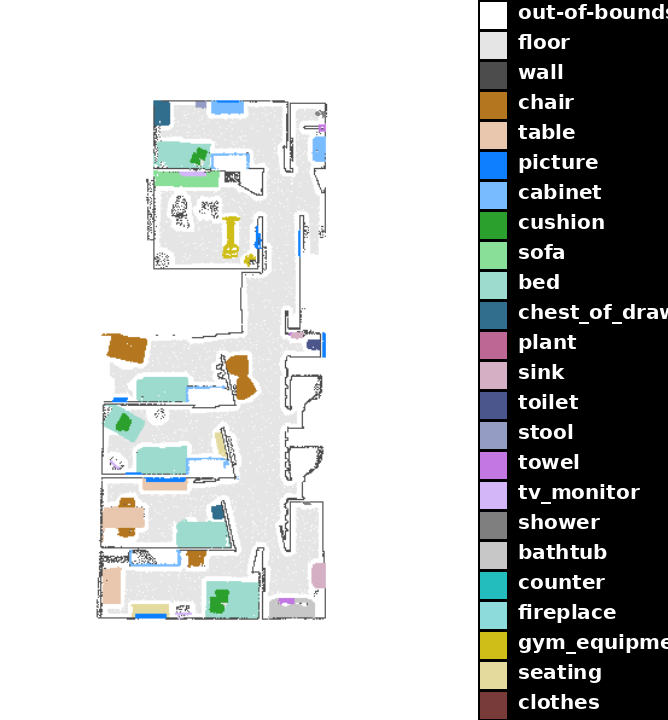 out-of-bounds
floor
wall
chair
table
picture
cabinet
cushion
sofa
bed
chest_of_draw
plant
sink
toilet
stool
towel
tv_monitor
shower
bathtub
counter
fireplace
gym_equipme
seating
clothes